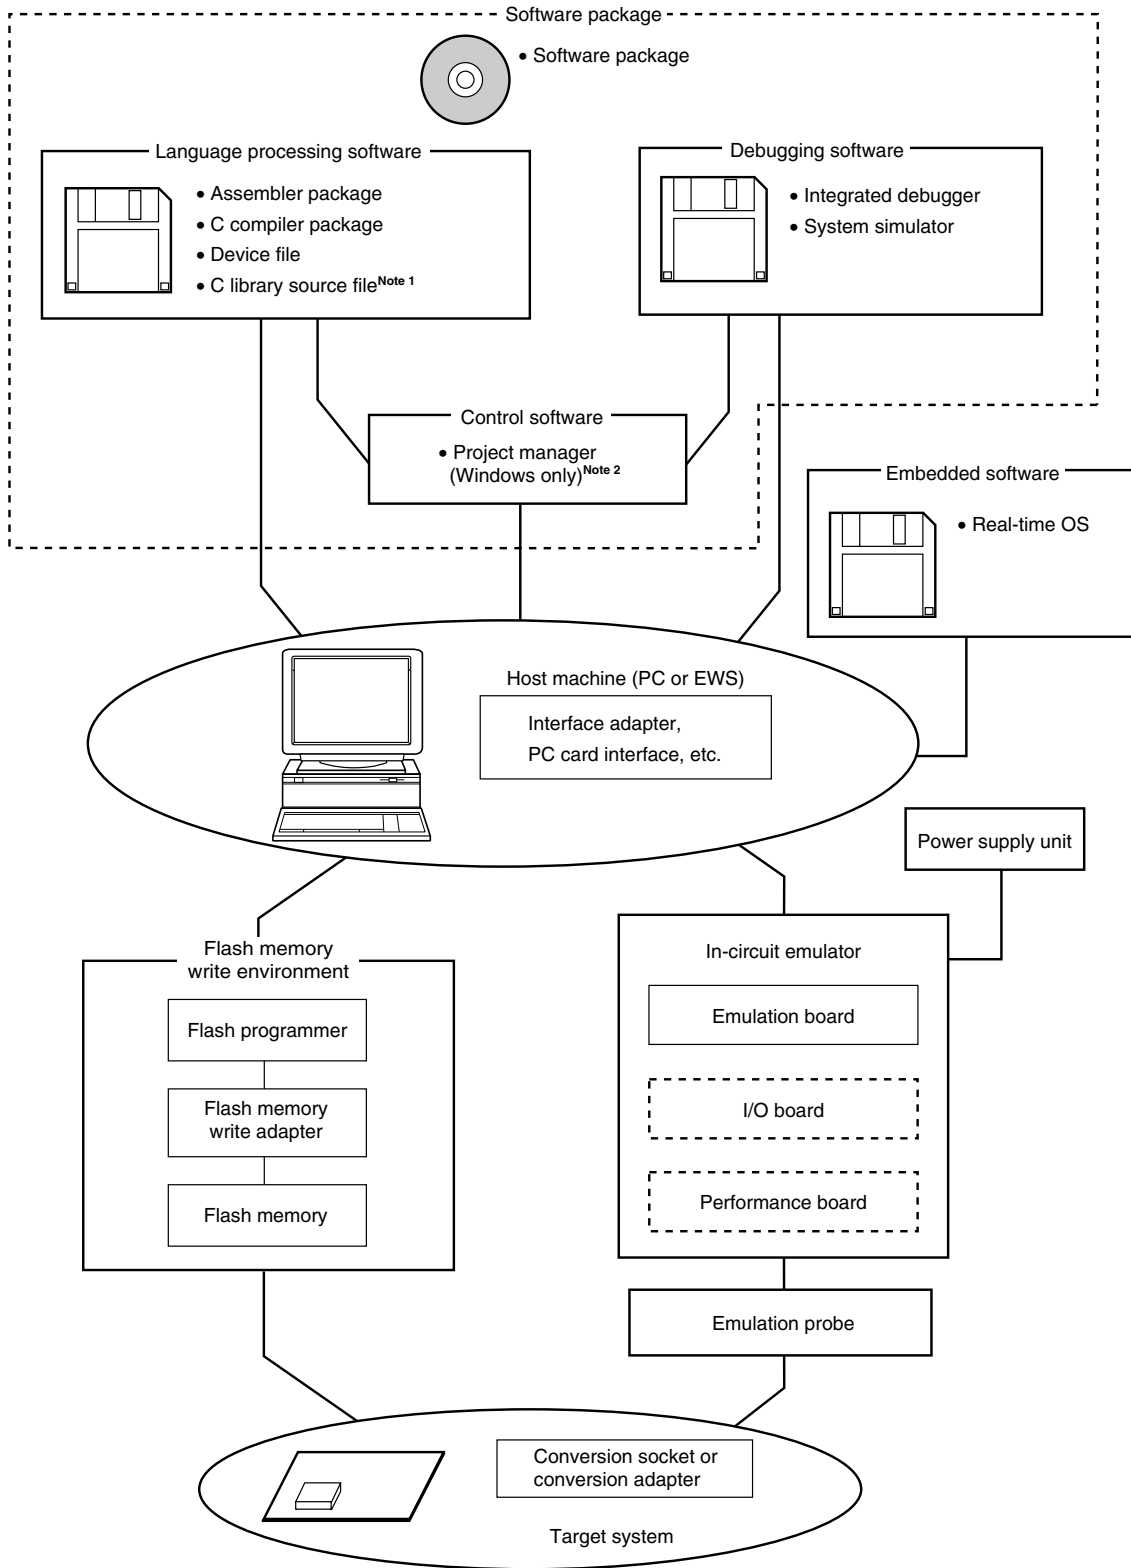 Software package
• Software package
Language processing software
• Assembler package
• C compiler package
• Device file
• C library source fileNote 1
Debugging software
• Integrated debugger
• System simulator
Control software
• Project manager
(Windows only)Note 2
Embedded software
• Real-time OS
Host machine (PC or EWS)
Interface adapter,
PC card interface, etc.
Power supply unit
Flash memory
write environment
Flash programmer
Flash memory
write adapter
Flash memory
In-circuit emulator
Emulation board
I/O board
Performance board
Emulation probe
Conversion socket or
conversion adapter
Target system